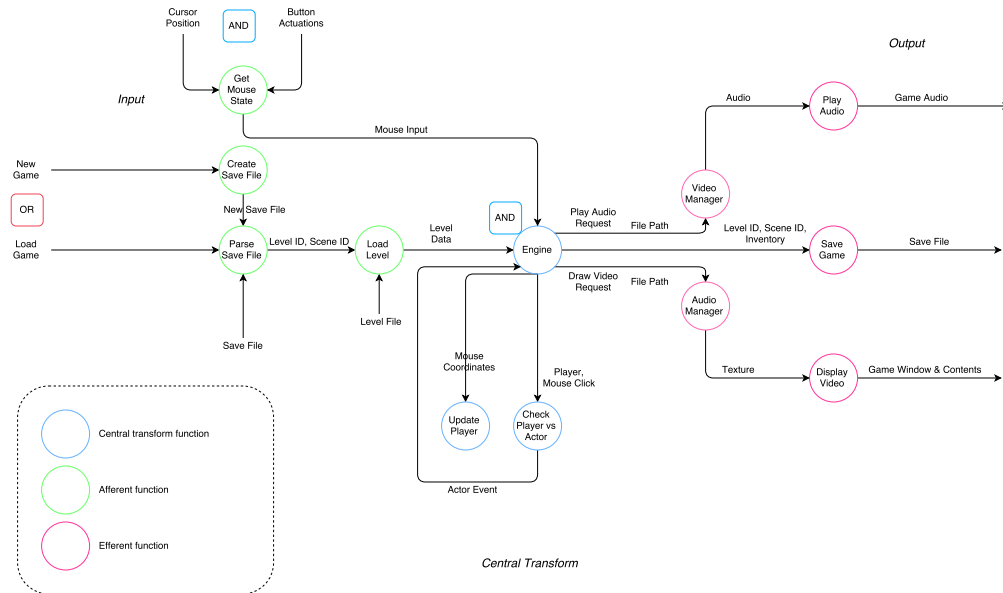 Cursor
Position
AND
Button
Actuations
Output
Input
Get
Mouse
State
Audio
Play
Audio
Game Audio
Mouse Input
New
Game
Create
Save File
Video
Manager
OR
New Save File
AND
Play Audio
Request
File Path
Load
Game
Parse
Save File
Level ID, Scene ID
Load
Level
Level
Data
Engine
Level ID, Scene ID,
Inventory
Save
Game
Save File
Draw Video
Request
File Path
Audio
Manager
Level File
Save File
Mouse
Coordinates
Player,
Mouse Click
Texture
Display
Video
Game Window & Contents
Update
Player
Check
Player vs
Actor
Actor Event
Central transform function
Afferent function
Efferent function
Central Transform